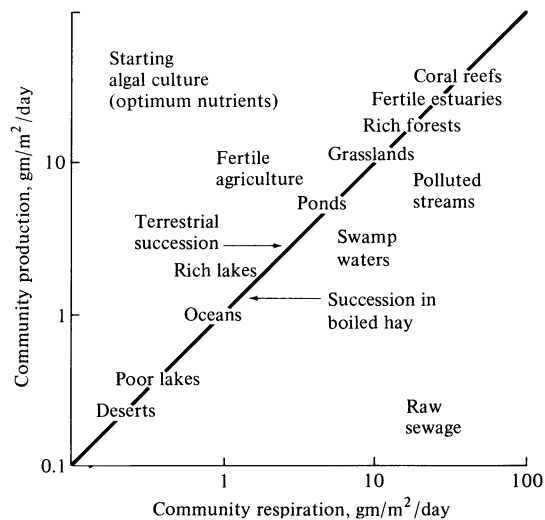 Community production, gm/m²/day
Starting
algal culture
(optimum nutrients)
Coral reefs
Fertile estuaries
Rich forests
Grasslands
10
Fertile
agriculture
Polluted
streams
Ponds
Terrestrial
succession
Swamp
waters
Rich lakes
Succession in
boiled hay
1
Oceans
Poor lakes
Deserts
Raw
sewage
0.1
1
10
100
Community respiration, gm/m²/day